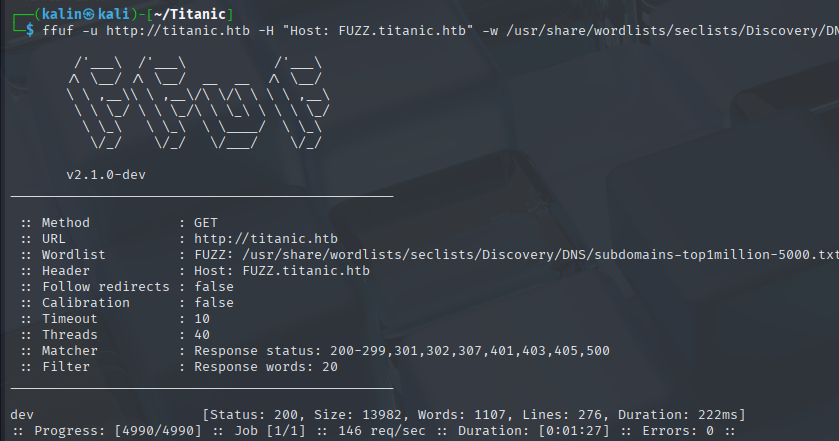 ┌──(kalin㉿kali)-[~/Titanic]
└─$ ffuf -u http://titanic.htb -H "Host: FUZZ.titanic.htb" -w /usr/share/wordlists/seclists/Discovery/DN
v2.1.0-dev
:: Method : GET
:: URL : http://titanic.htb
:: Wordlist : FUZZ: /usr/share/wordlists/seclists/Discovery/DNS/subdomains-top1million-5000.txt
:: Header : Host: FUZZ.titanic.htb
:: Follow redirects : false
:: Calibration : false
:: Timeout : 10
:: Threads : 40
:: Matcher : Response status: 200-299,301,302,307,401,403,405,500
:: Filter : Response words: 20
dev [Status: 200, Size: 13982, Words: 1107, Lines: 276, Duration: 222ms]
:: Progress: [4990/4990] :: Job [1/1] :: 146 req/sec :: Duration: [0:01:27] :: Errors: 0 ::